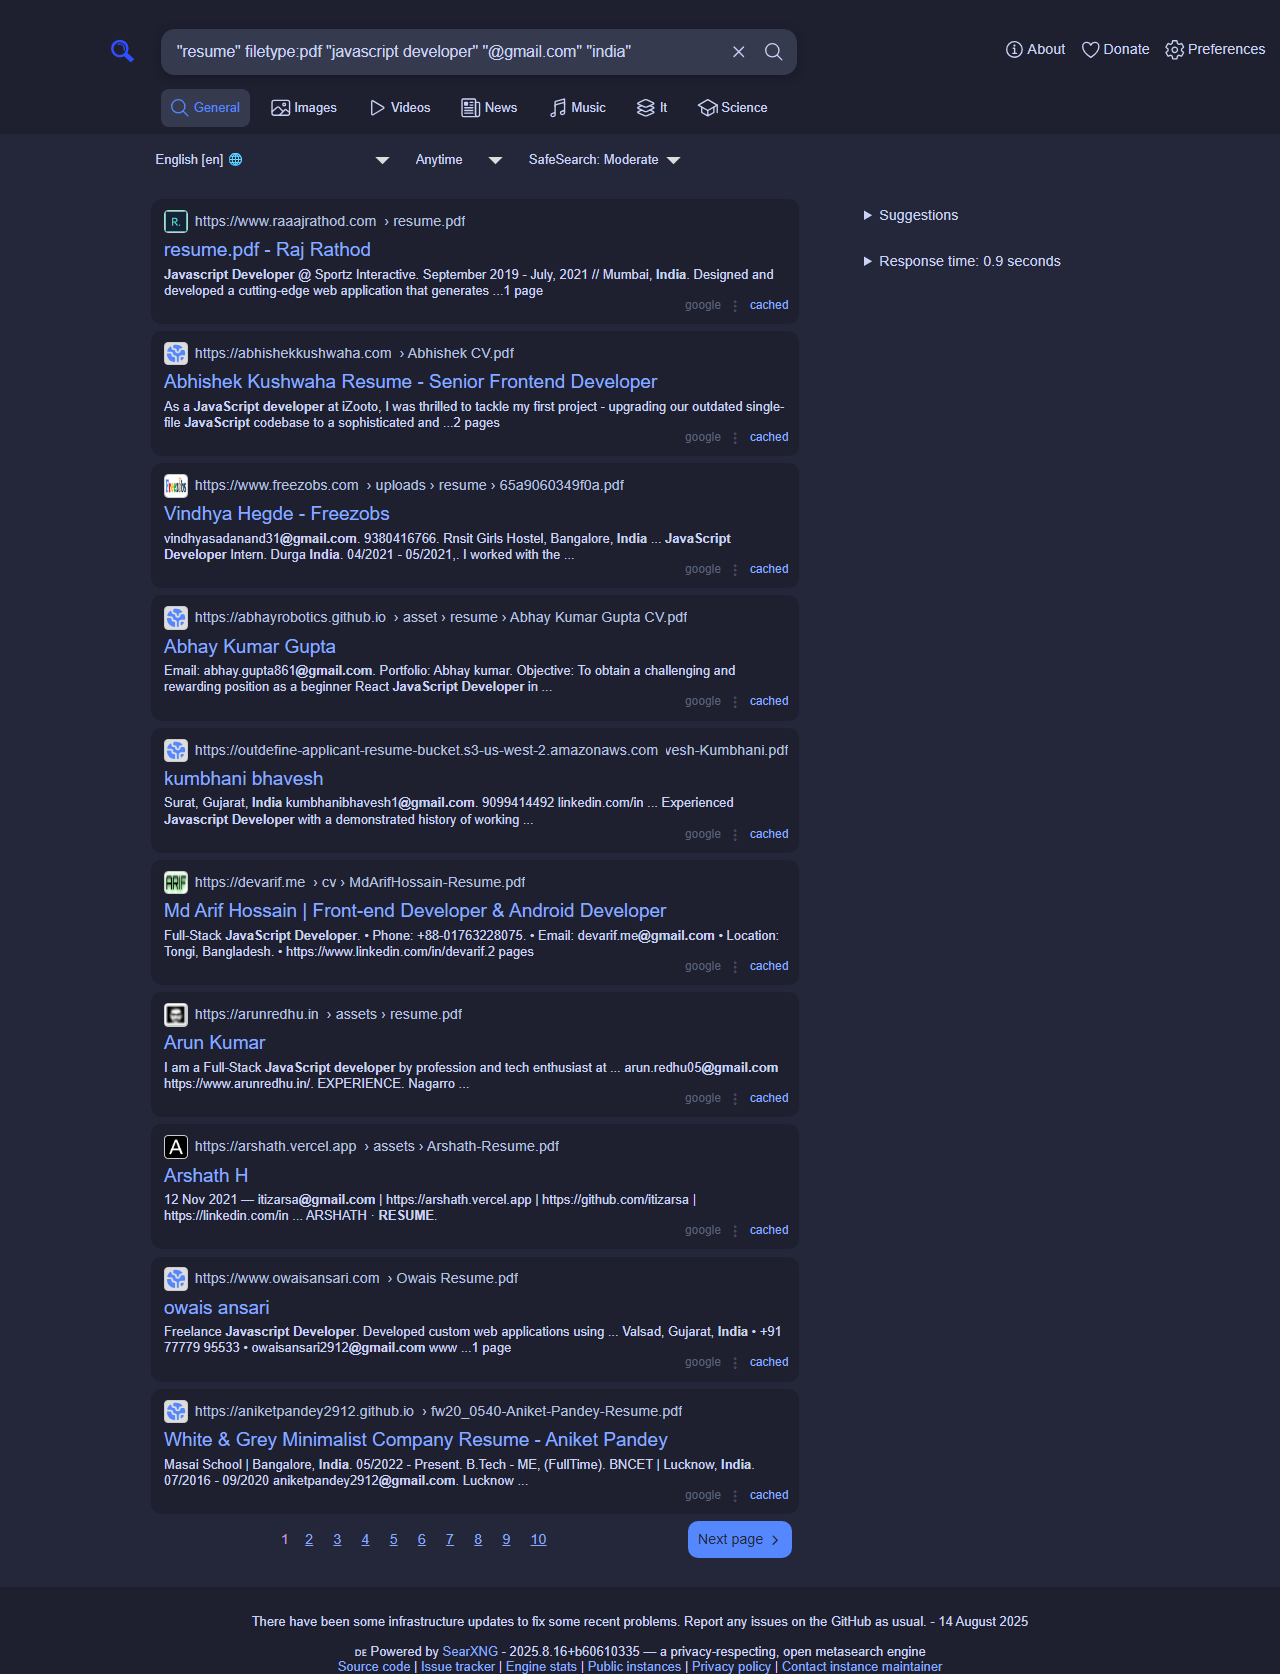 "resume" filetype:pdf "javascript developer" "@gmail.com" "india"
About Donate Preferences
General Images Videos News Music It Science
English [en] Anytime SafeSearch: Moderate
R.
https://www.raaajrathod.com › resume.pdf
resume.pdf - Raj Rathod
Javascript Developer @ Sportz Interactive. September 2019 - July, 2021 // Mumbai, India. Designed and
developed a cutting-edge web application that generates ...1 page
google cached
Suggestions
Response time: 0.9 seconds
https://abhishekkushwaha.com › Abhishek CV.pdf
Abhishek Kushwaha Resume - Senior Frontend Developer
As a JavaScript developer at iZooto, I was thrilled to tackle my first project - upgrading our outdated single-
file JavaScript codebase to a sophisticated and ...2 pages
google cached
https://www.freezobs.com › uploads › resume › 65a9060349f0a.pdf
Vindhya Hegde - Freezobs
vindhyasadanand31@gmail.com. 9380416766. Rnsit Girls Hostel, Bangalore, India ... JavaScript
Developer Intern. Durga India. 04/2021 - 05/2021,. I worked with the ...
google cached
https://abhayrobotics.github.io › asset › resume › Abhay Kumar Gupta CV.pdf
Abhay Kumar Gupta
Email: abhay.gupta861@gmail.com. Portfolio: Abhay kumar. Objective: To obtain a challenging and
rewarding position as a beginner React JavaScript Developer in ...
google cached
https://outdefine-applicant-resume-bucket.s3-us-west-2.amazonaws.com vesh-Kumbhani.pdf
kumbhani bhavesh
Surat, Gujarat, India kumbhanibhavesh1@gmail.com. 9099414492 linkedin.com/in ... Experienced
Javascript Developer with a demonstrated history of working ...
google cached
ARIF
https://devarif.me › cv › MdArifHossain-Resume.pdf
Md Arif Hossain | Front-end Developer & Android Developer
Full-Stack JavaScript Developer. • Phone: +88-01763228075. • Email: devarif.me@gmail.com • Location:
Tongi, Bangladesh. • https://www.linkedin.com/in/devarif.2 pages
google cached
https://arunredhu.in › assets › resume.pdf
Arun Kumar
I am a Full-Stack JavaScript developer by profession and tech enthusiast at ... arun.redhu05@gmail.com
https://www.arunredhu.in/. EXPERIENCE. Nagarro ...
google cached
A
https://arshath.vercel.app › assets › Arshath-Resume.pdf
Arshath H
12 Nov 2021 — itizarsa@gmail.com | https://arshath.vercel.app | https://github.com/itizarsa |
https://linkedin.com/in ... ARSHATH · RESUME.
google cached
https://www.owaisansari.com › Owais Resume.pdf
owais ansari
Freelance Javascript Developer. Developed custom web applications using ... Valsad, Gujarat, India • +91
77779 95533 • owaisansari2912@gmail.com www ...1 page
google cached
https://aniketpandey2912.github.io › fw20_0540-Aniket-Pandey-Resume.pdf
White & Grey Minimalist Company Resume - Aniket Pandey
Masai School | Bangalore, India. 05/2022 - Present. B.Tech - ME, (FullTime). BNCET | Lucknow, India.
07/2016 - 09/2020 aniketpandey2912@gmail.com. Lucknow ...
google cached
1 2 3 4 5 6 7 8 9 10 Next page
There have been some infrastructure updates to fix some recent problems. Report any issues on the GitHub as usual. - 14 August 2025
DE Powered by SearXNG - 2025.8.16+b60610335 — a privacy-respecting, open metasearch engine
Source code | Issue tracker | Engine stats | Public instances | Privacy policy | Contact instance maintainer